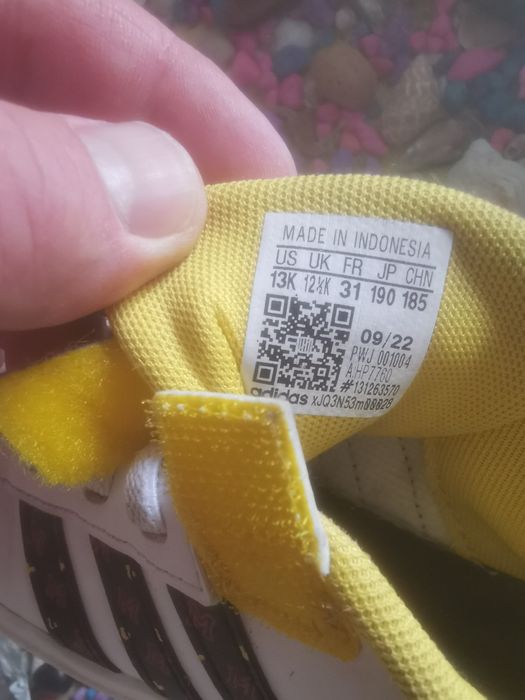 MADE IN INDONESIA
US UK FR JP CHN
13K 12½K 31 190 185
09/22
PWJ 001004
AHP7760
#131263570
adidas xJQ3N53m00028